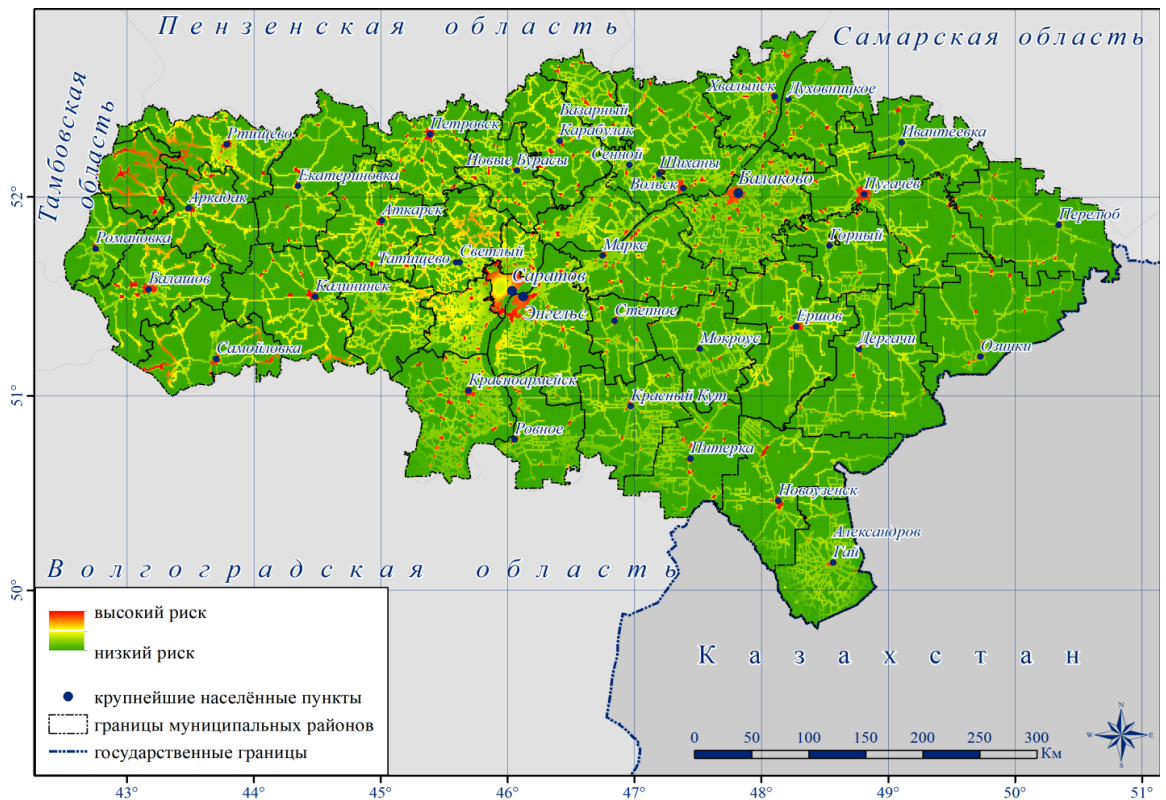 Пензенская область
Самарская область
Тамбовская
область
Хвалынск
Духовницкое
Базарный
Карабулак
Ртищево
Петровск
Ивантеевка
Сенной
Новые Бурасы
Шиханы
Екатериновка
Вольск
Балаково
Пугачёв
52°
52°
Аркадак
Аткарск
Перелюб
Романовка
Горный
Маркс
Светлый
Татищево
Балашов
Саратов
Калининск
Энгельс
Степное
Ершов
Самойловка
Мокроус
Дергачи
Озинки
Красноармейск
51°
51°
Красный Кут
Ровное
Питерка
Новоузенск
Александров
Гай
Волгоградская область
50°
50°
Казахстан
высокий риск
низкий риск
крупнейшие населённые пункты
границы муниципальных районов
государственные границы
N
W
E
S
0 50 100 150 200 250 300
Км
43° 44° 45° 46° 47° 48° 49° 50° 51°